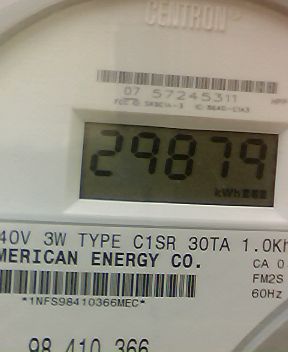 CENTRON®
07 57245311
29879
kWh
40V 3W TYPE C1SR 30TA 1.0Kh
MERICAN ENERGY CO.
CA 0
FM2S
60Hz
*1NFS98410366MEC*
98 410 366